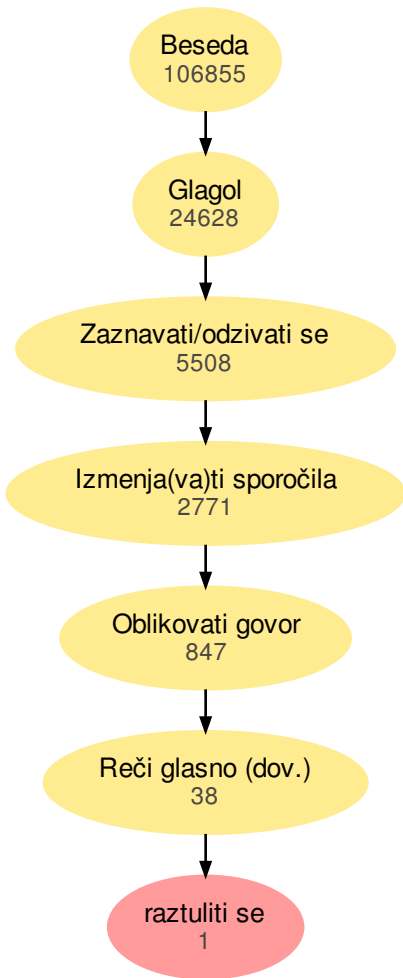 Beseda
106855
Glagol
24628
Zaznavati/odzivati se
5508
Izmenja(va)ti sporočila
2771
Oblikovati govor
847
Reči glasno (dov.)
38
raztuliti se
1